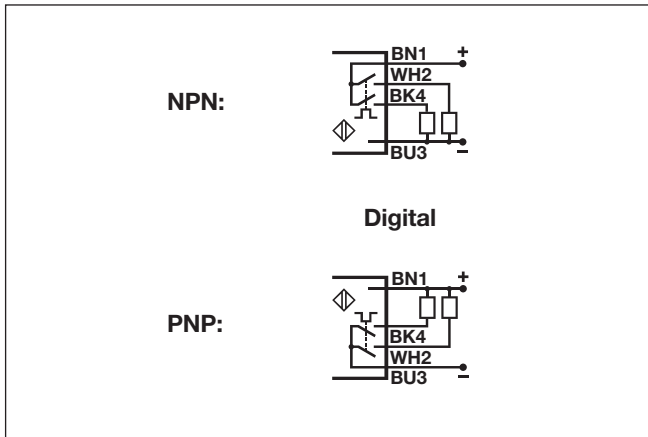 NPN:
BN1 +
WH2
BK4
BU3 −
Digital
PNP:
BN1 +
BK4
WH2
BU3 −